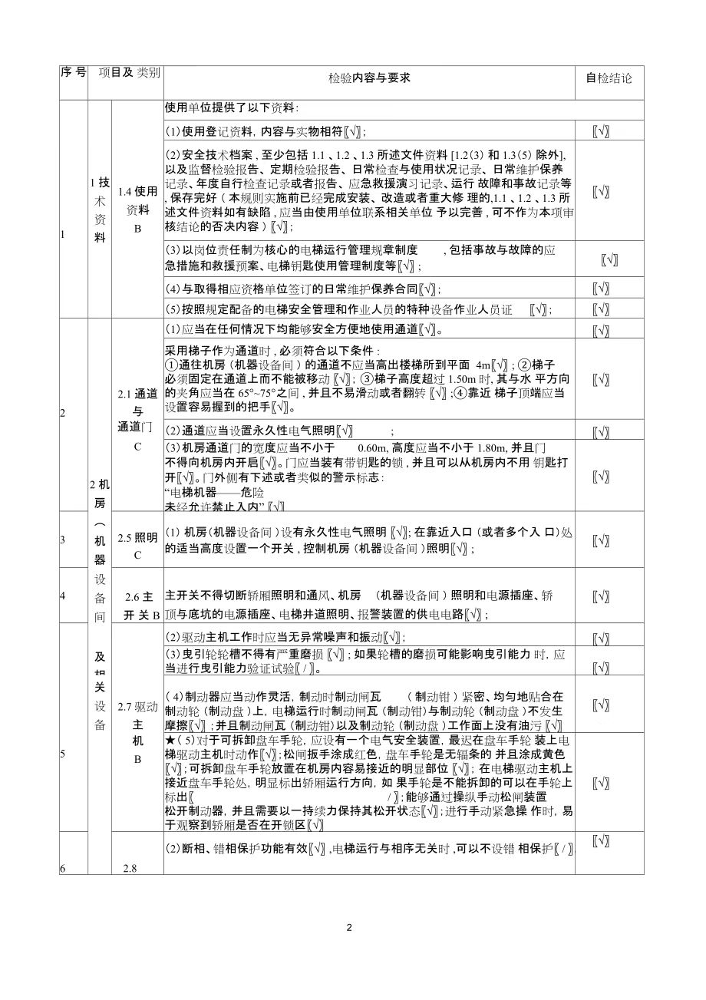 序号 项目及类别 检验内容与要求 自检结论
使用单位提供了以下资料：
(1)使用登记资料，内容与实物相符〖√〗； 〖√〗
(2)安全技术档案，至少包括 1.1、1.2、1.3 所述文件资料 [1.2(3) 和 1.3(5) 除外]，
以及监督检验报告、定期检验报告、日常检查与使用状况记录、日常维护保养
记录、年度自行检查记录或者报告、应急救援演习记录、运行 故障和事故记录等
，保存完好（本规则实施前已经完成安装、改造或者重大修 理的,1.1、1.2、1.3 所
述文件资料如有缺陷，应当由使用单位联系相关单位 予以完善，可不作为本项审
核结论的否决内容）〖√〗；
〖√〗
1
1 技
术
资
料
1.4 使用
资料
B
(3)以岗位责任制为核心的电梯运行管理规章制度 ，包括事故与故障的应
急措施和救援预案、电梯钥匙使用管理制度等〖√〗；
〖√〗
(4)与取得相应资格单位签订的日常维护保养合同〖√〗； 〖√〗
(5)按照规定配备的电梯安全管理和作业人员的特种设备作业人员证 〖√〗； 〖√〗
(1)应当在任何情况下均能够安全方便地使用通道〖√〗。 〖√〗
采用梯子作为通道时，必须符合以下条件：
①通往机房（机器设备间）的通道不应当高出楼梯所到平面 4m〖√〗；②梯子
必须固定在通道上而不能被移动〖√〗；③梯子高度超过 1.50m 时，其与水 平方向
的夹角应当在 65°~75°之间，并且不易滑动或者翻转〖√〗；④靠近 梯子顶端应当
设置容易握到的把手〖√〗。
〖√〗
2
2.1 通道
与
通道门
C
(2)通道应当设置永久性电气照明〖√〗 ； 〖√〗
(3)机房通道门的宽度应当不小于 0.60m，高度应当不小于 1.80m，并且门
不得向机房内开启〖√〗。门应当装有带钥匙的锁，并且可以从机房内不用 钥匙打
开〖√〗。门外侧有下述或者类似的警示标志：
“电梯机器——危险
未经允许禁止入内”〖√〗
〖√〗
2 机
房
（
机
器
设
备
间
及
相
关
设
备
3
2.5 照明
C
(1) 机房（机器设备间）设有永久性电气照明〖√〗；在靠近入口（或者多个入 口）处
的适当高度设置一个开关，控制机房（机器设备间）照明〖√〗；
〖√〗
4
2.6 主
开 关 B
主开关不得切断轿厢照明和通风、机房 （机器设备间）照明和电源插座、轿
顶与底坑的电源插座、电梯井道照明、报警装置的供电电路〖√〗；
〖√〗
(2)驱动主机工作时应当无异常噪声和振动〖√〗； 〖√〗
(3)曳引轮轮槽不得有严重磨损〖√〗；如果轮槽的磨损可能影响曳引能力 时，应
当进行曳引能力验证试验〖 / 〗。
〖√〗
（4)制动器应当动作灵活，制动时制动闸瓦 （制动钳）紧密、均匀地贴合在
制动轮（制动盘）上，电梯运行时制动闸瓦（制动钳）与制动轮（制动盘）不发生
摩擦〖√〗；并且制动闸瓦（制动钳）以及制动轮（制动盘）工作面上没有油污〖√〗
〖√〗
5
2.7 驱动
主
机
B
★（5)对于可拆卸盘车手轮，应设有一个电气安全装置，最迟在盘车手轮 装上电
梯驱动主机时动作〖√〗；松闸扳手涂成红色，盘车手轮是无辐条的 并且涂成黄色
〖√〗；可拆卸盘车手轮放置在机房内容易接近的明显部位〖√〗；在电梯驱动主机上
接近盘车手轮处，明显标出轿厢运行方向，如 果手轮是不能拆卸的可以在手轮上
标出〖 / 〗；能够通过操纵手动松闸装置
松开制动器，并且需要以一持续力保持其松开状态〖√〗；进行手动紧急操 作时，易
于观察到轿厢是否在开锁区〖√〗
〖√〗
6 2.8
(2)断相、错相保护功能有效〖√〗,电梯运行与相序无关时，可以不设错 相保护〖 / 〗
〖√〗
2